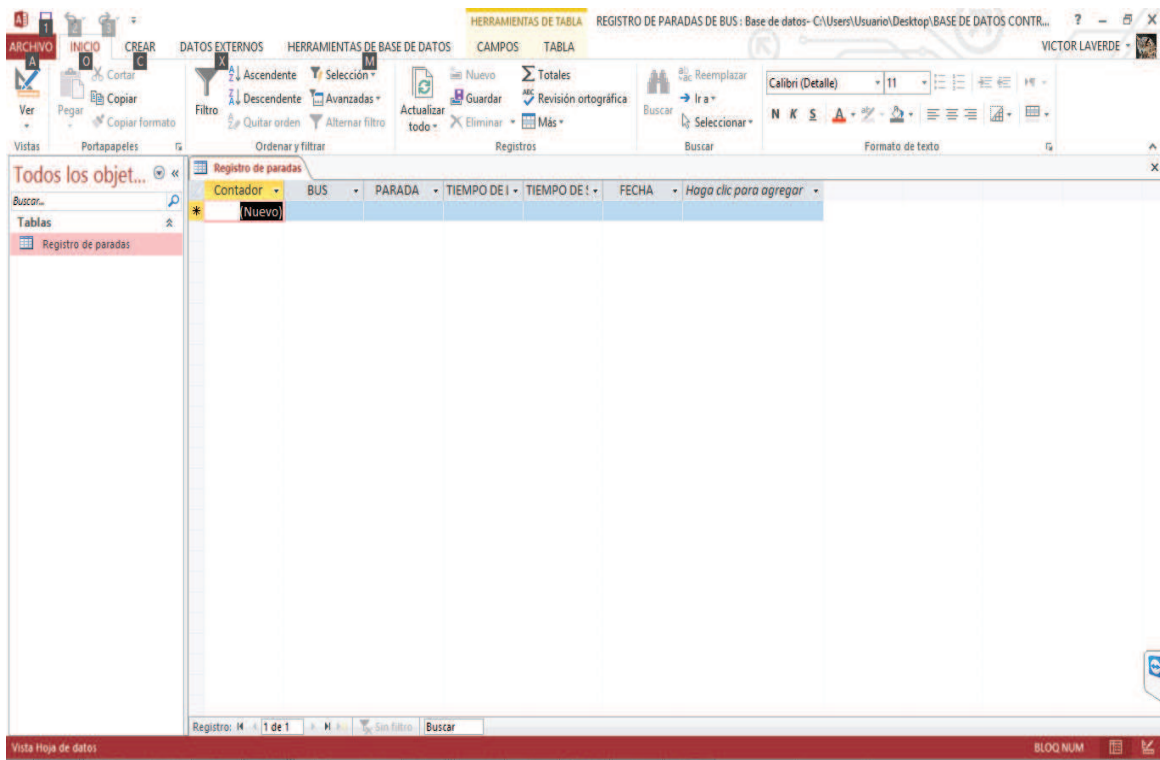 1 2 3
HERRAMIENTAS DE TABLA REGISTRO DE PARADAS DE BUS : Base de datos- C:\Users\Usuario\Desktop\BASE DE DATOS CONTR... ? – X
ARCHIVO INICIO CREAR DATOS EXTERNOS HERRAMIENTAS DE BASE DE DATOS CAMPOS TABLA VICTOR LAVERDE
A O C X M
Ver
Vistas
Pegar
Cortar
Copiar
Copiar formato
Portapapeles
Filtro
Ascendente
Descendente
Quitar orden
Selección
Avanzadas
Alternar filtro
Ordenar y filtrar
Actualizar
todo
Nuevo
Guardar
Eliminar
Totales
Revisión ortográfica
Más
Registros
Buscar
Reemplazar
Ir a
Seleccionar
Buscar
Calibri (Detalle) 11
N K S A
Formato de texto
Todos los objet... «
Buscar...
Tablas
Registro de paradas
Registro de paradas x
Contador BUS PARADA TIEMPO DE TIEMPO DE FECHA Haga clic para agregar
* (Nuevo)
Registro: 1 de 1 Sin filtro Buscar
Vista Hoja de datos BLOQ NUM